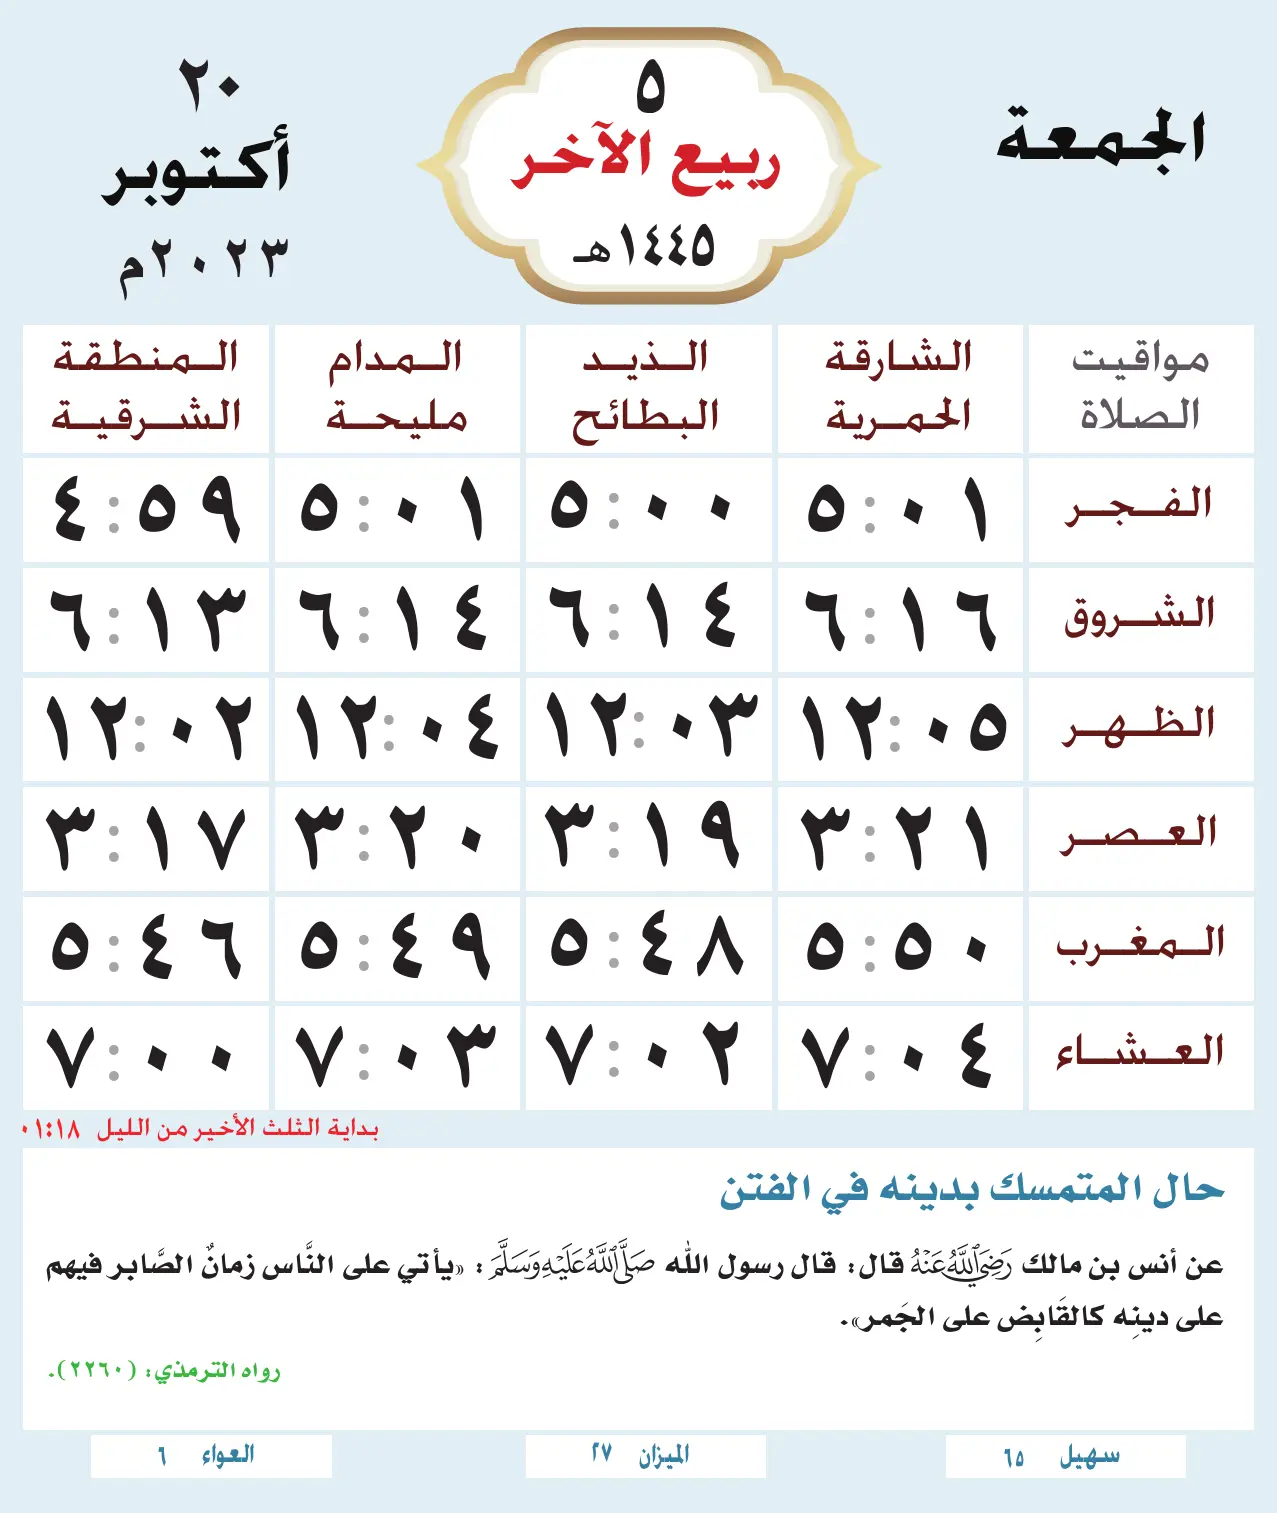 الجمعة
٥
ربيع الآخر
١٤٤٥هـ
٢٠
أكتوبر
٢٠٢٣م
مواقيت الصلاة
الشارقة الحمرية
الذيد البطائح
المدام مليحة
المنطقة الشرقية
الفجر ٥:٠١ ٥:٠٠ ٥:٠١ ٤:٥٩
الشروق ٦:١٦ ٦:١٤ ٦:١٤ ٦:١٣
الظهر ١٢:٠٥ ١٢:٠٣ ١٢:٠٤ ١٢:٠٢
العصر ٣:٢١ ٣:١٩ ٣:٢٠ ٣:١٧
المغرب ٥:٥٠ ٥:٤٨ ٥:٤٩ ٥:٤٦
العشاء ٧:٠٤ ٧:٠٢ ٧:٠٣ ٧:٠٠
بداية الثلث الأخير من الليل ٠١:١٨
حال المتمسك بدينه في الفتن
عن أنس بن مالك رَضِيَ اللَّهُ عَنْهُ قال: قال رسول الله صَلَّى اللَّهُ عَلَيْهِ وَسَلَّمَ: «يأتي على النَّاس زمانٌ الصَّابر فيهم
على دينِه كالقَابِض على الجَمر».
رواه الترمذي: (٢٢٦٠).
سهيل ٦٥
الميزان ٢٧
العواء ٦